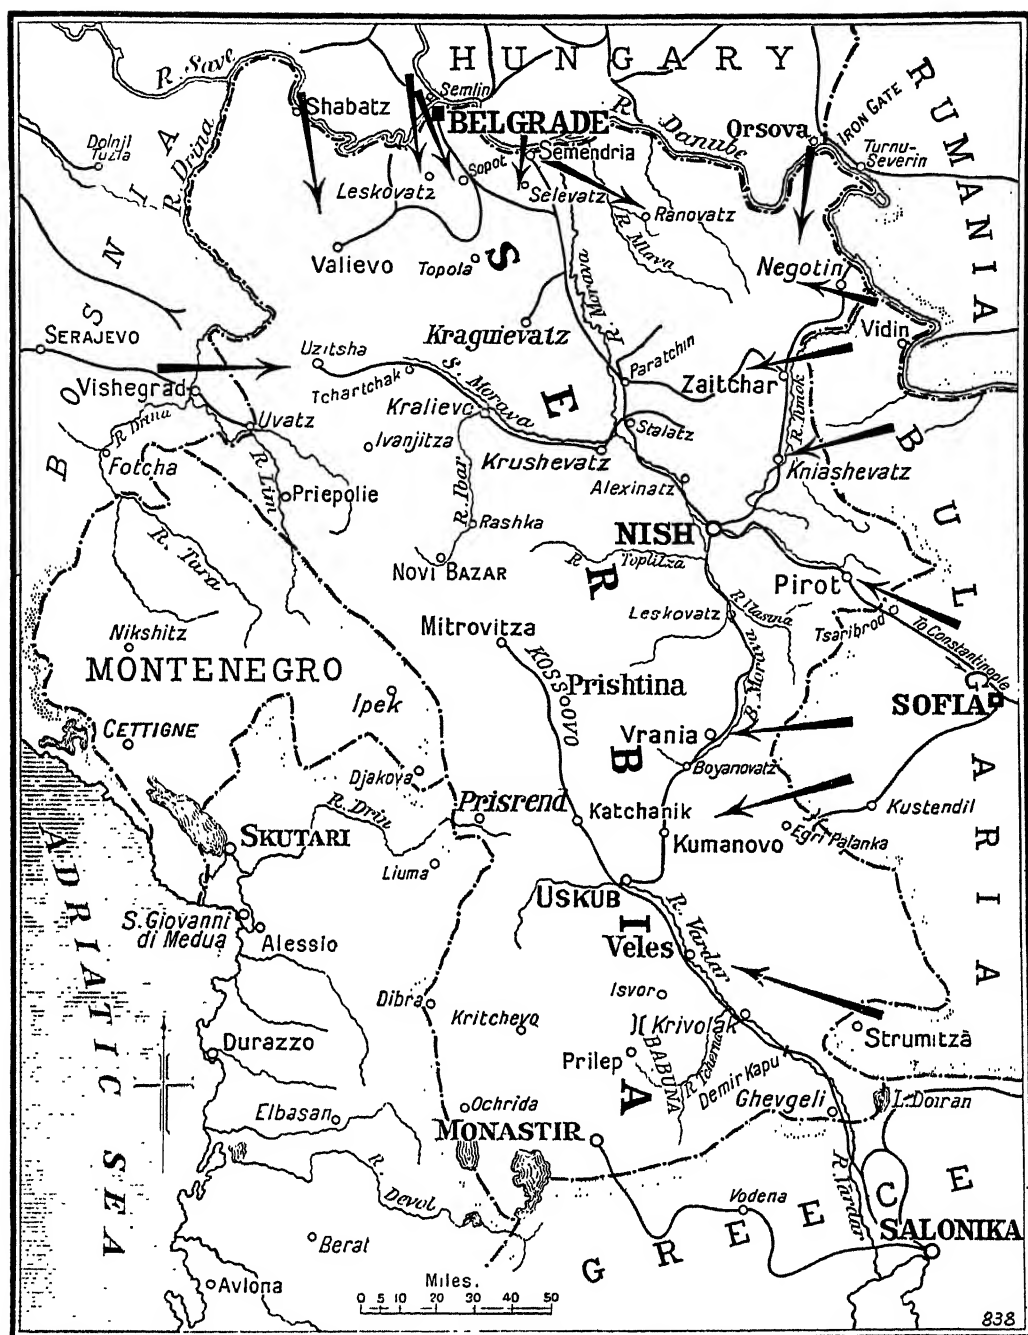 HUNGARY
RUMANIA
R. Save
Semlin
Shabatz
BELGRADE
R. Danube
Orsova
IRON GATE
Turnu-
Severin
R. Drina
Semendria
Sopot
Leskovatz
Selevatz
Ranovatz
R. Mlava
Valievo
Topola
R. Morava
Negotin
BOSNIA
SERAJEVO
Kraguievatz
Vidin
Uzitsha
Paratchin
Vishegrad
Tchartchak
S. Morava
Zaitchar
R. Timok
R. Drina
Uvatz
Kralievo
Stalatz
Ivanjitza
Krushevatz
Kniashevatz
Fotcha
R. Lim
Priepolie
R. Ibar
Alexinatz
Rashka
NISH
R. Tara
NOVI BAZAR
R. Toplitza
Pirot
Leskovatz
R. Vlasina
Tsaribrod
To Constantinople
Nikshitz
Mitrovitza
MONTENEGRO
KOSSOVO
Prishtina
B. Morava
SOFIA
Ipek
CETTIGNE
Vrania
Boyanovatz
Djakova
Prisrend
Katchanik
Kustendil
R. Drin
Egri Palanka
SKUTARI
Kumanovo
Liuma
USKUB
R. Vardar
S. Giovanni
di Medua
Alessio
Veles
SERBIA
BULGARIA
Isvor
Dibra
Kritchevo
Krivolak
Strumitza
Durazzo
Prilep
BABUNA
R. Tcherna
Demir Kapu
Ghevgeli
L. Doiran
Elbasan
Ochrida
MONASTIR
ADRIATIC SEA
R. Devol
Vodena
R. Vardar
GREECE
SALONIKA
Berat
Avlona
Miles.
0 5 10 20 30 40 50
838